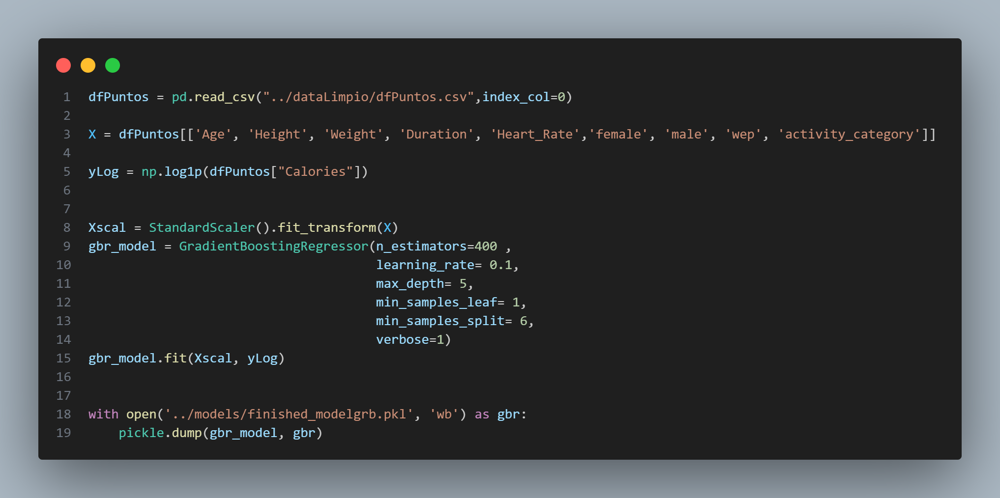 1 dfPuntos = pd.read_csv("../dataLimpio/dfPuntos.csv",index_col=0)
2
3 X = dfPuntos[['Age', 'Height', 'Weight', 'Duration', 'Heart_Rate','female', 'male', 'wep', 'activity_category']]
4
5 yLog = np.log1p(dfPuntos["Calories"])
6
7
8 Xscal = StandardScaler().fit_transform(X)
9 gbr_model = GradientBoostingRegressor(n_estimators=400 ,
10                                       learning_rate= 0.1,
11                                       max_depth= 5,
12                                       min_samples_leaf= 1,
13                                       min_samples_split= 6,
14                                       verbose=1)
15 gbr_model.fit(Xscal, yLog)
16
17
18 with open('../models/finished_modelgrb.pkl', 'wb') as gbr:
19     pickle.dump(gbr_model, gbr)